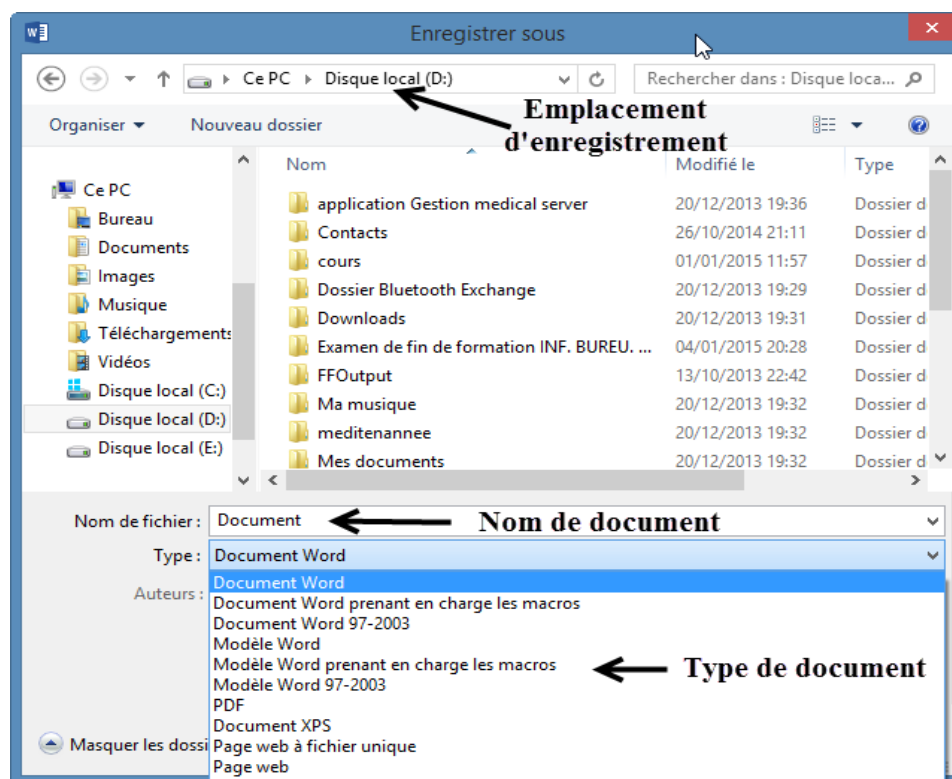 Enregistrer sous
Ce PC Disque local (D:) Rechercher dans : Disque loca...
Emplacement
d'enregistrement
Organiser Nouveau dossier
Nom Modifié le Type
Ce PC
Bureau
Documents
Images
Musique
Téléchargements
Vidéos
Disque local (C:)
Disque local (D:)
Disque local (E:)
application Gestion medical server 20/12/2013 19:36 Dossier d
Contacts 26/10/2014 21:11 Dossier d
cours 01/01/2015 11:57 Dossier d
Dossier Bluetooth Exchange 20/12/2013 19:29 Dossier d
Downloads 20/12/2013 19:31 Dossier d
Examen de fin de formation INF. BUREU. ... 04/01/2015 20:28 Dossier d
FFOutput 13/10/2013 22:42 Dossier d
Ma musique 20/12/2013 19:32 Dossier d
meditenannee 20/12/2013 19:32 Dossier d
Mes documents 20/12/2013 19:32 Dossier d
Nom de fichier : Document Nom de document
Type : Document Word
Auteurs :
Document Word
Document Word prenant en charge les macros
Document Word 97-2003
Modèle Word
Modèle Word prenant en charge les macros
Type de document
Modèle Word 97-2003
PDF
Document XPS
Masquer les dossi
Page web à fichier unique
Page web